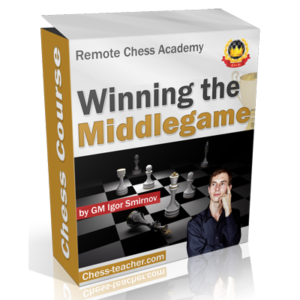 Remote Chess Academy
Winning the
Middlegame
by GM Igor Smirnov
Chess-teacher.com
Chess Course